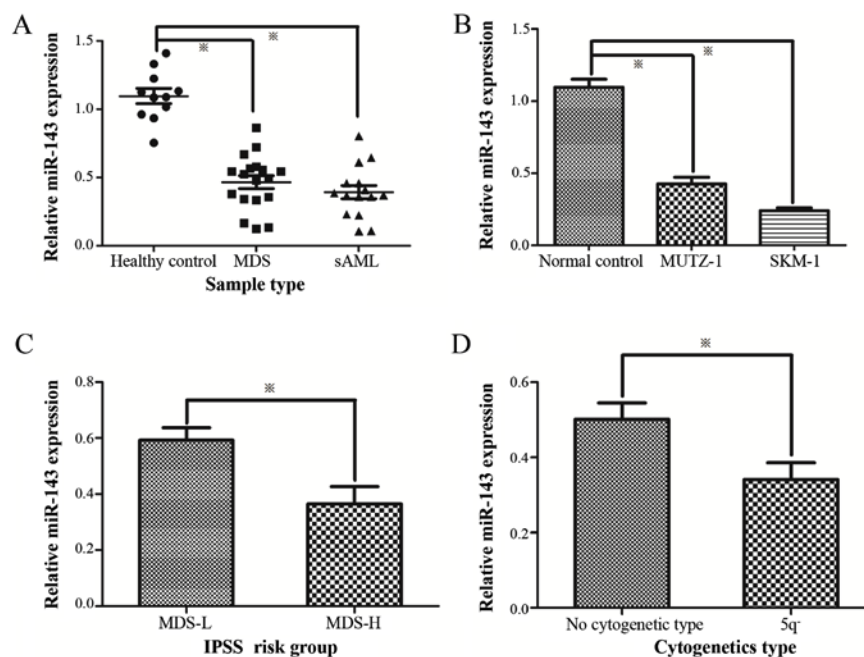 A
Relative miR-143 expression
1.5
1.0
0.5
0.0
※
※
Healthy control MDS sAML
Sample type
B
Relative miR-143 expression
1.5
1.0
0.5
0.0
※
※
Normal control MUTZ-1 SKM-1
C
Relative miR-143 expression
0.8
0.6
0.4
0.2
0.0
※
MDS-L MDS-H
IPSS risk group
D
Relative miR-143 expression
0.6
0.4
0.2
0.0
※
No cytogenetic type 5q-
Cytogenetics type